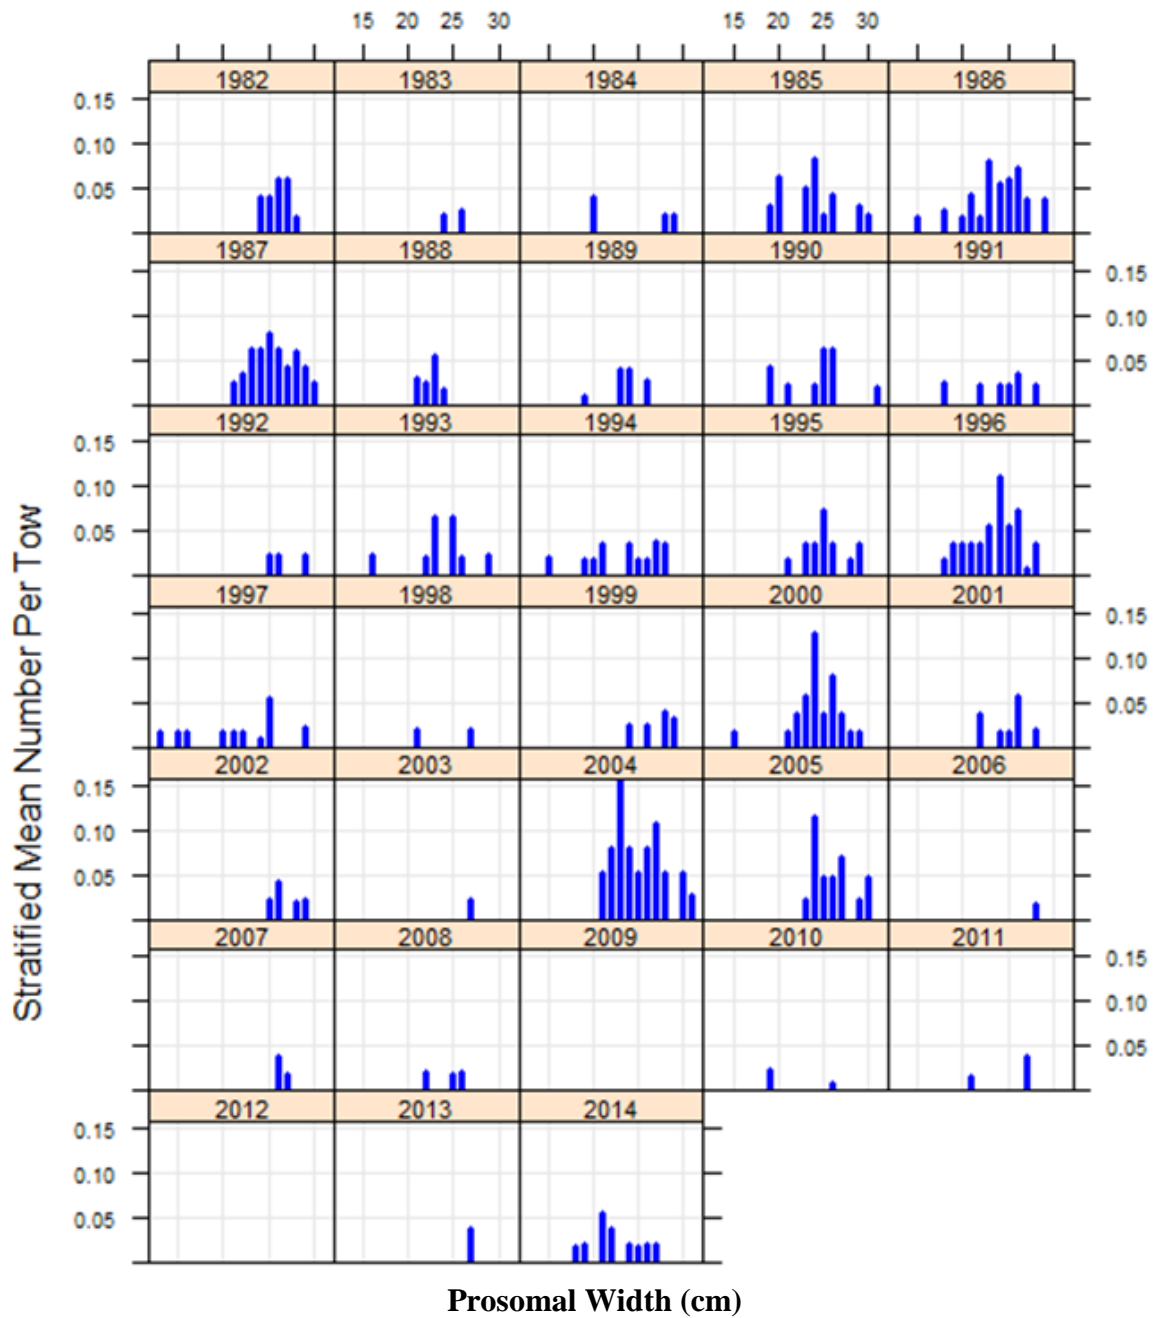 15 20 25 30 15 20 25 30
1982 1983 1984 1985 1986
0.15
0.10
0.05
1987 1988 1989 1990 1991
0.15
0.10
0.05
1992 1993 1994 1995 1996
0.15
0.10
0.05
1997 1998 1999 2000 2001
0.15
0.10
0.05
2002 2003 2004 2005 2006
0.15
0.10
0.05
2007 2008 2009 2010 2011
0.15
0.10
0.05
2012 2013 2014
0.15
0.10
0.05
Stratified Mean Number Per Tow
Prosomal Width (cm)